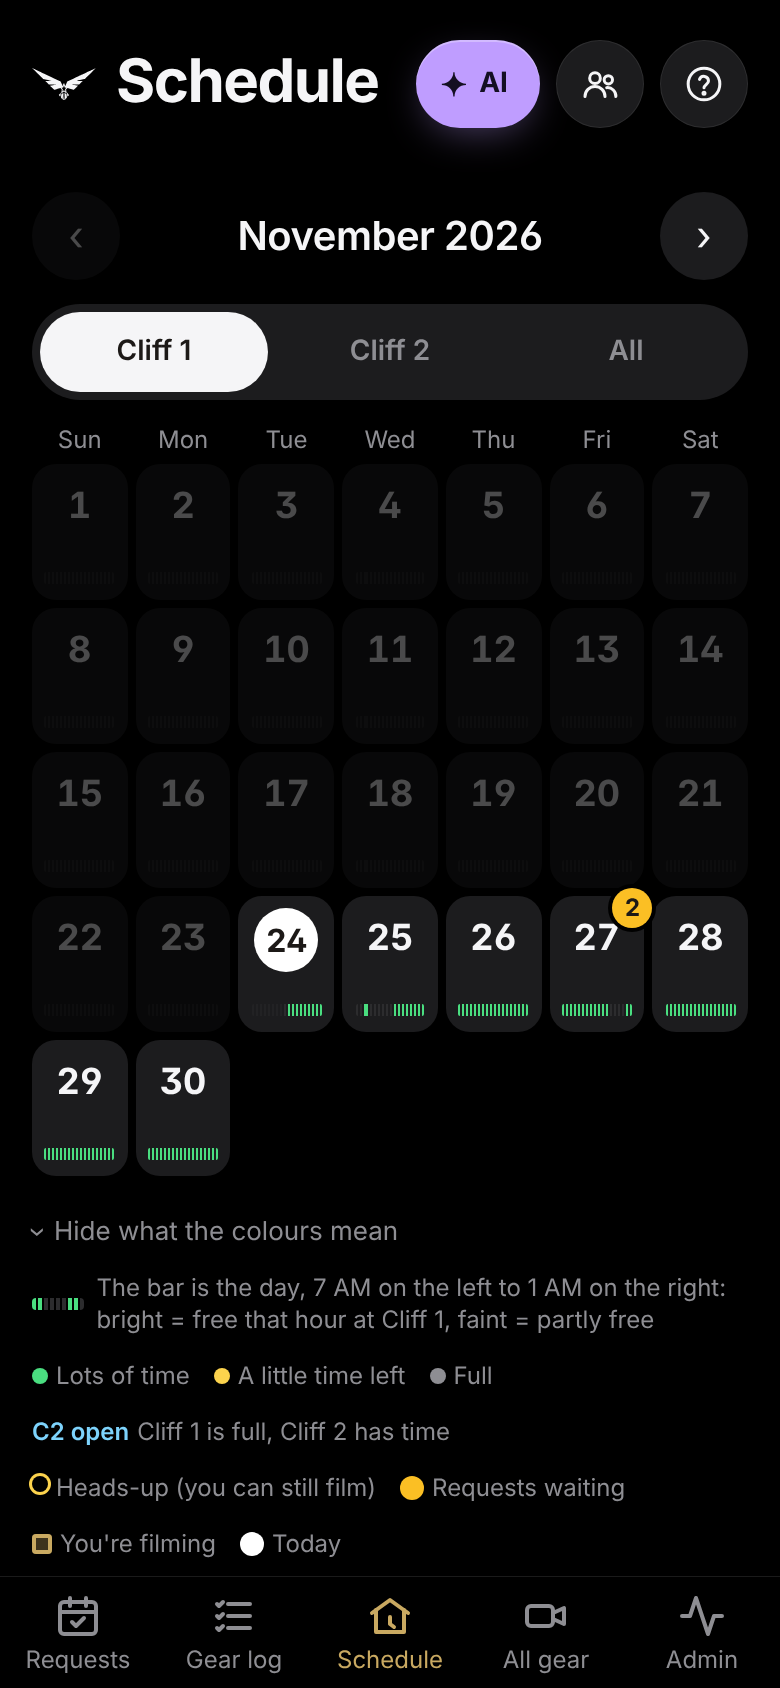 Schedule
AI
November 2026
Cliff 1 Cliff 2 All
Sun Mon Tue Wed Thu Fri Sat
1 2 3 4 5 6 7
8 9 10 11 12 13 14
15 16 17 18 19 20 21
2
22 23 24 25 26 27 28
29 30
Hide what the colours mean
The bar is the day, 7 AM on the left to 1 AM on the right:
bright = free that hour at Cliff 1, faint = partly free
Lots of time A little time left Full
C2 open Cliff 1 is full, Cliff 2 has time
Heads-up (you can still film) Requests waiting
You're filming Today
Requests Gear log Schedule All gear Admin